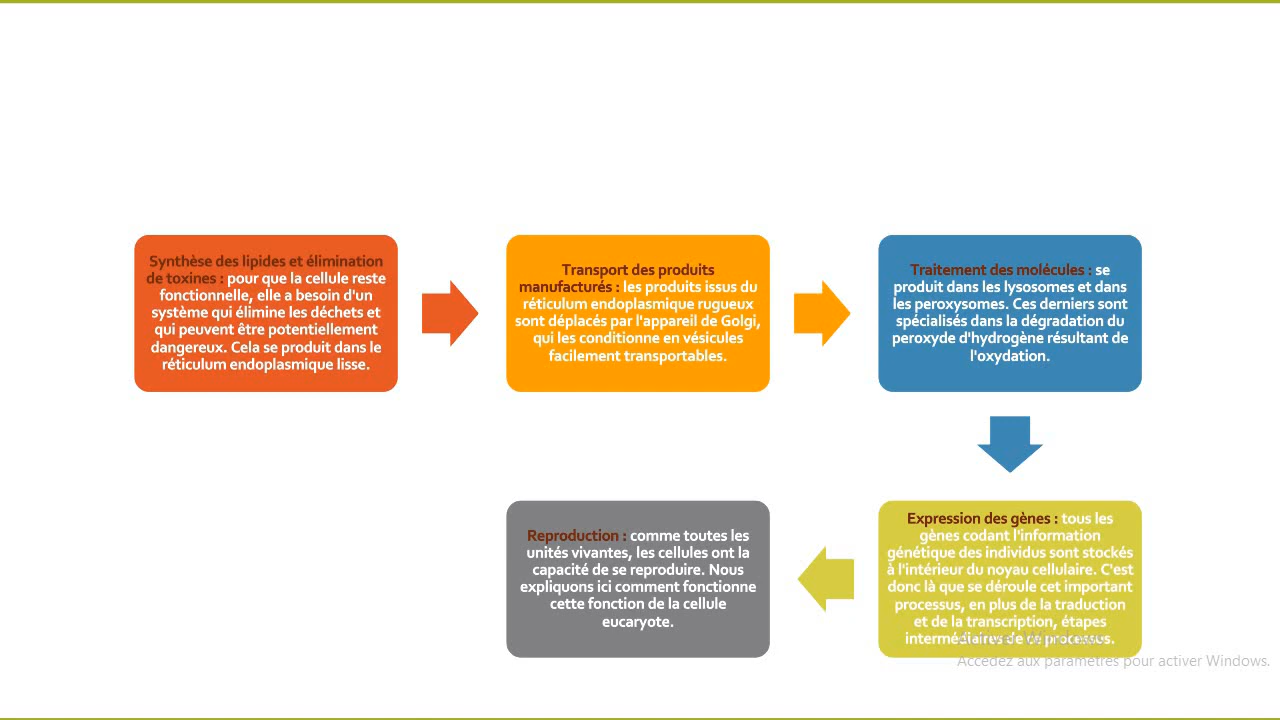 Synthèse des lipides et élimination
de toxines : pour que la cellule reste
fonctionnelle, elle a besoin d'un
système qui élimine les déchets et
qui peuvent être potentiellement
dangereux. Cela se produit dans le
réticulum endoplasmique lisse.
Transport des produits
manufacturés : les produits issus du
réticulum endoplasmique rugueux
sont déplacés par l'appareil de Golgi,
qui les conditionne en vésicules
facilement transportables.
Traitement des molécules : se
produit dans les lysosomes et dans
les peroxysomes. Ces derniers sont
spécialisés dans la dégradation du
peroxyde d'hydrogène résultant de
l'oxydation.
Expression des gènes : tous les
gènes codant l'information
génétique des individus sont stockés
à l'intérieur du noyau cellulaire. C'est
donc là que se déroule cet important
processus, en plus de la traduction
et de la transcription, étapes
intermédiaires de ce processus.
Reproduction : comme toutes les
unités vivantes, les cellules ont la
capacité de se reproduire. Nous
expliquons ici comment fonctionne
cette fonction de la cellule
eucaryote.
Activer Windows
Accédez aux paramètres pour activer Windows.